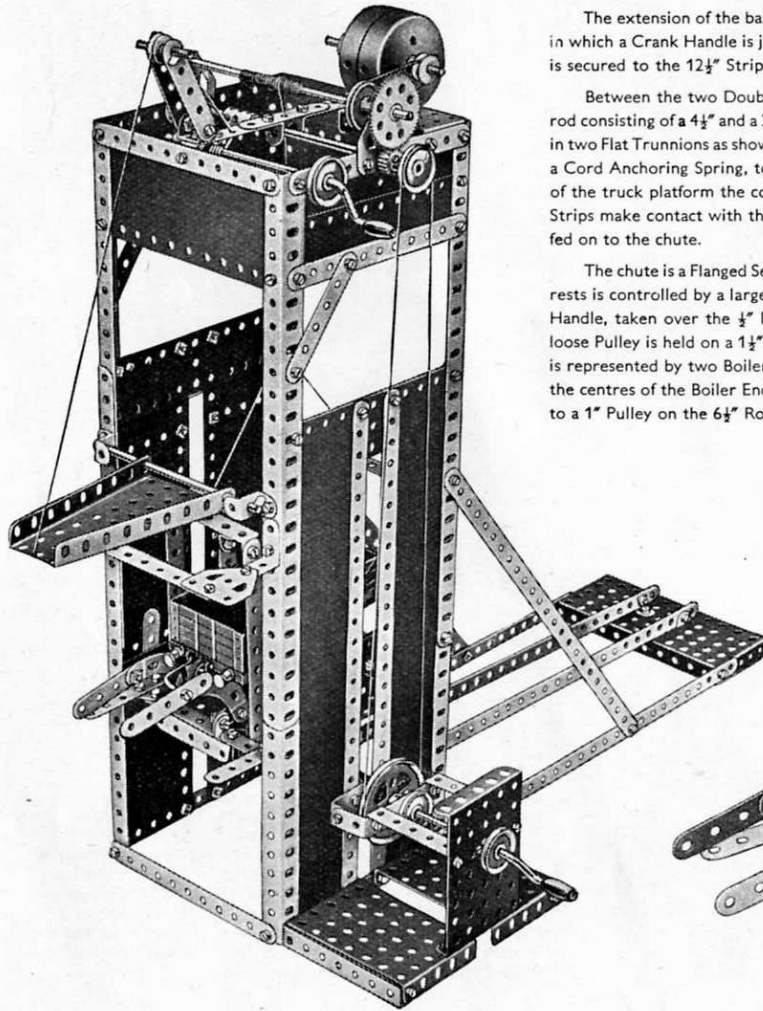 The extension of the ba
in which a Crank Handle is j
is secured to the 12½″ Strip
Between the two Doub
rod consisting of a 4½″ and a
in two Flat Trunnions as show
a Cord Anchoring Spring, to
of the truck platform the co
Strips make contact with th
fed on to the chute.
The chute is a Flanged Se
rests is controlled by a large
Handle, taken over the ½″
loose Pulley is held on a 1½″
is represented by two Boiler
the centres of the Boiler End
to a 1″ Pulley on the 6½″ Ro